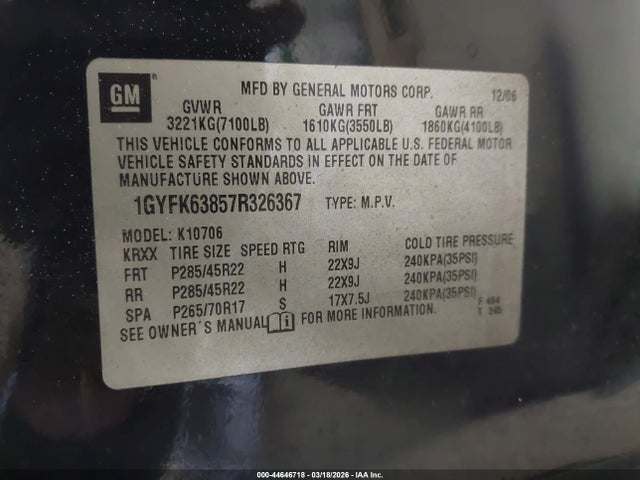 GM
MFD BY GENERAL MOTORS CORP. 12/06
GVWR GAWR FRT GAWR RR
3221KG(7100LB) 1610KG(3550LB) 1860KG(4100LB)
THIS VEHICLE CONFORMS TO ALL APPLICABLE U.S. FEDERAL MOTOR
VEHICLE SAFETY STANDARDS IN EFFECT ON THE DATE OF
MANUFACTURE SHOWN ABOVE.
1GYFK63857R326367 TYPE: M.P.V.
MODEL: K10706
KRXX TIRE SIZE SPEED RTG RIM COLD TIRE PRESSURE
FRT P285/45R22 H 22X9J 240KPA(35PSI)
RR P285/45R22 H 22X9J 240KPA(35PSI)
SPA P265/70R17 S 17X7.5J 240KPA(35PSI)
SEE OWNER'S MANUAL FOR MORE INFORMATION.
F 484
T 245
000-44646718 - 03/18/2026 - IAA Inc.